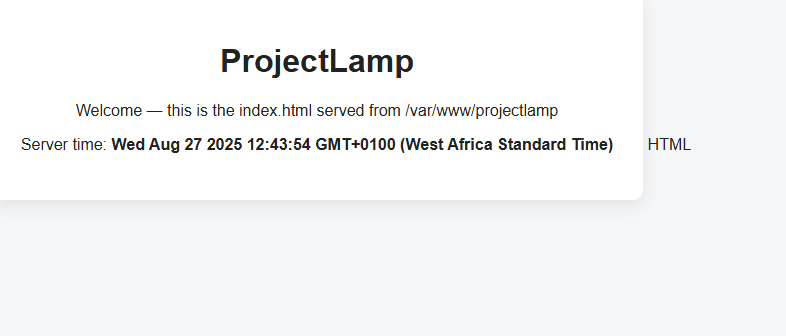 ProjectLamp
Welcome — this is the index.html served from /var/www/projectlamp
Server time: Wed Aug 27 2025 12:43:54 GMT+0100 (West Africa Standard Time) HTML